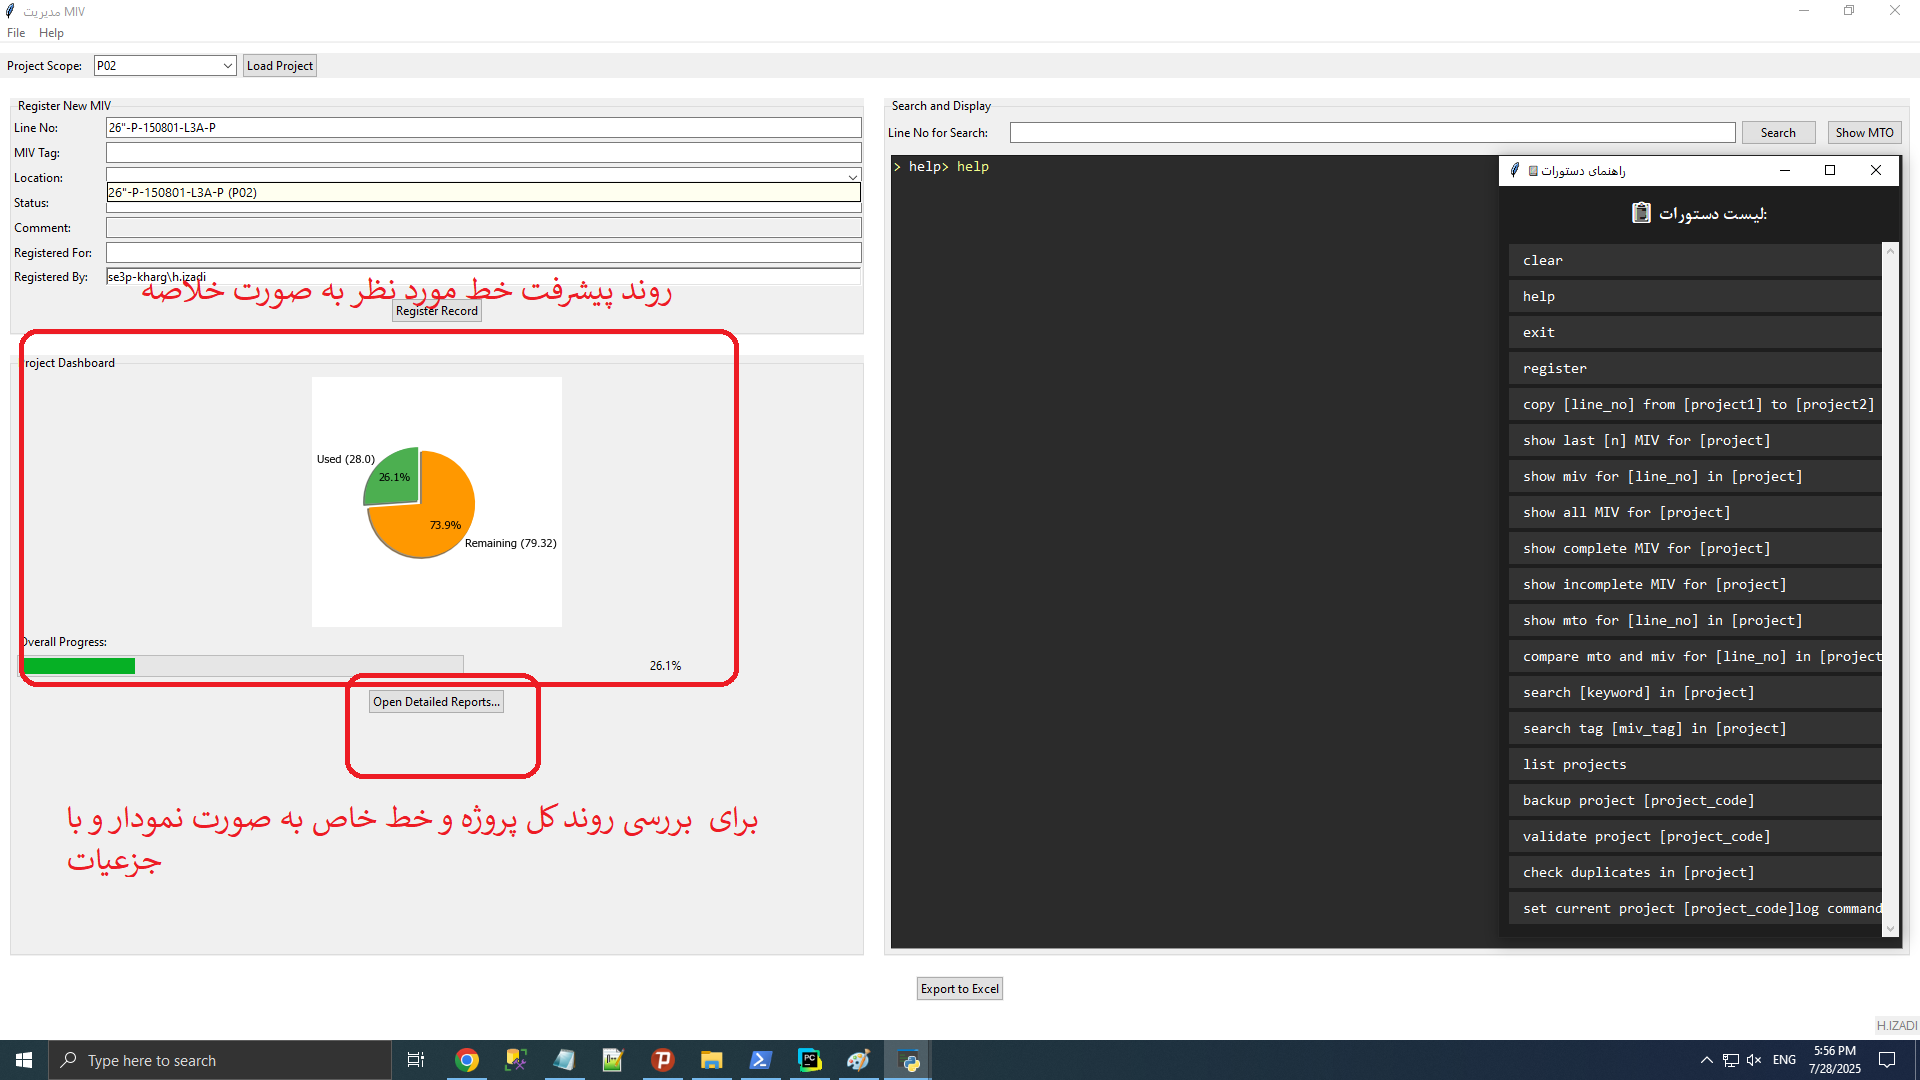 مدیریت MIV
File Help
Project Scope: P02 Load Project
Register New MIV
Line No: 26"-P-150801-L3A-P
MIV Tag:
Location:
26"-P-150801-L3A-P (P02)
Status:
Comment:
Registered For:
Registered By: se3p-kharg\h.izadi
روند پیشرفت خط مورد نظر به صورت خلاصه
Register Record
Project Dashboard
Used (28.0)
26.1%
73.9%
Remaining (79.32)
Overall Progress:
26.1%
Open Detailed Reports...
برای بررسی روند کل پروژه و خط خاص به صورت نمودار و با
جزعیات
Search and Display
Line No for Search: Search Show MTO
> help> help
راهنمای دستورات
لیست دستورات:
clear
help
exit
register
copy [line_no] from [project1] to [project2]
show last [n] MIV for [project]
show miv for [line_no] in [project]
show all MIV for [project]
show complete MIV for [project]
show incomplete MIV for [project]
show mto for [line_no] in [project]
compare mto and miv for [line_no] in [project
search [keyword] in [project]
search tag [miv_tag] in [project]
list projects
backup project [project_code]
validate project [project_code]
check duplicates in [project]
set current project [project_code]log command
Export to Excel
H.IZADI
Type here to search
PC
ENG
5:56 PM
7/28/2025